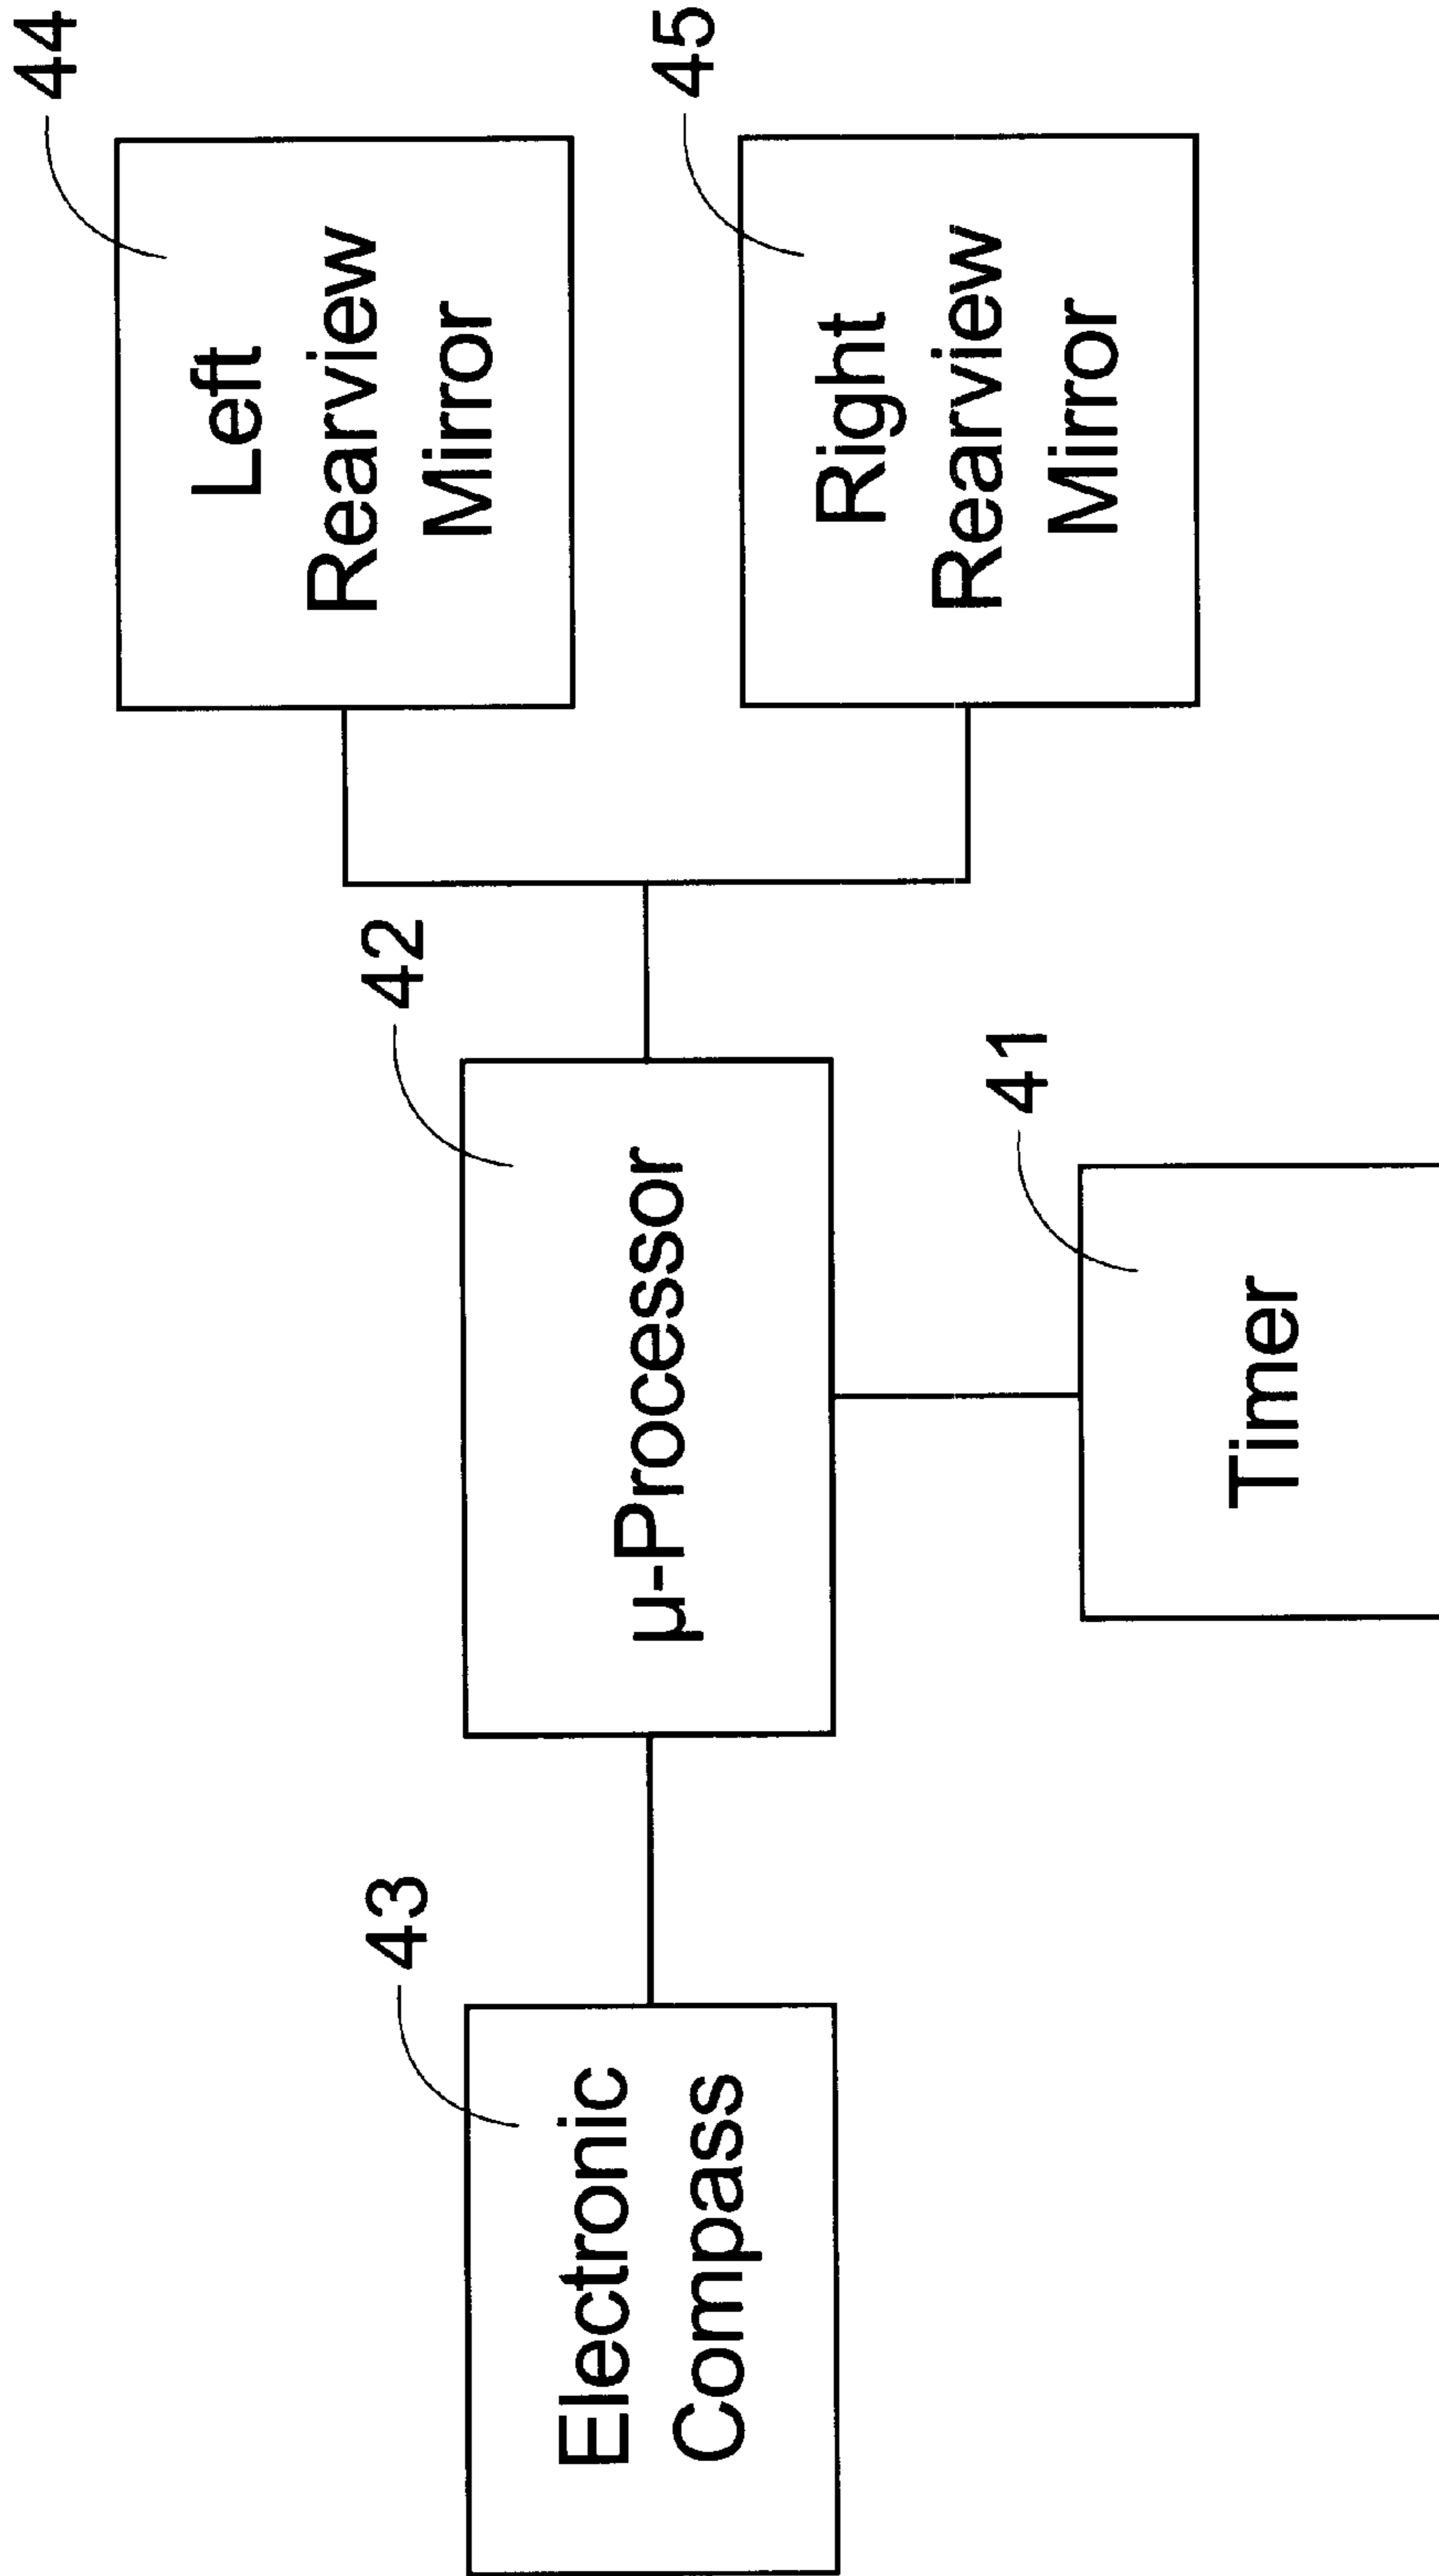 44
Left
Rearview
Mirror
45
Right
Rearview
Mirror
42
µ-Processor
41
Timer
43
Electronic
Compass